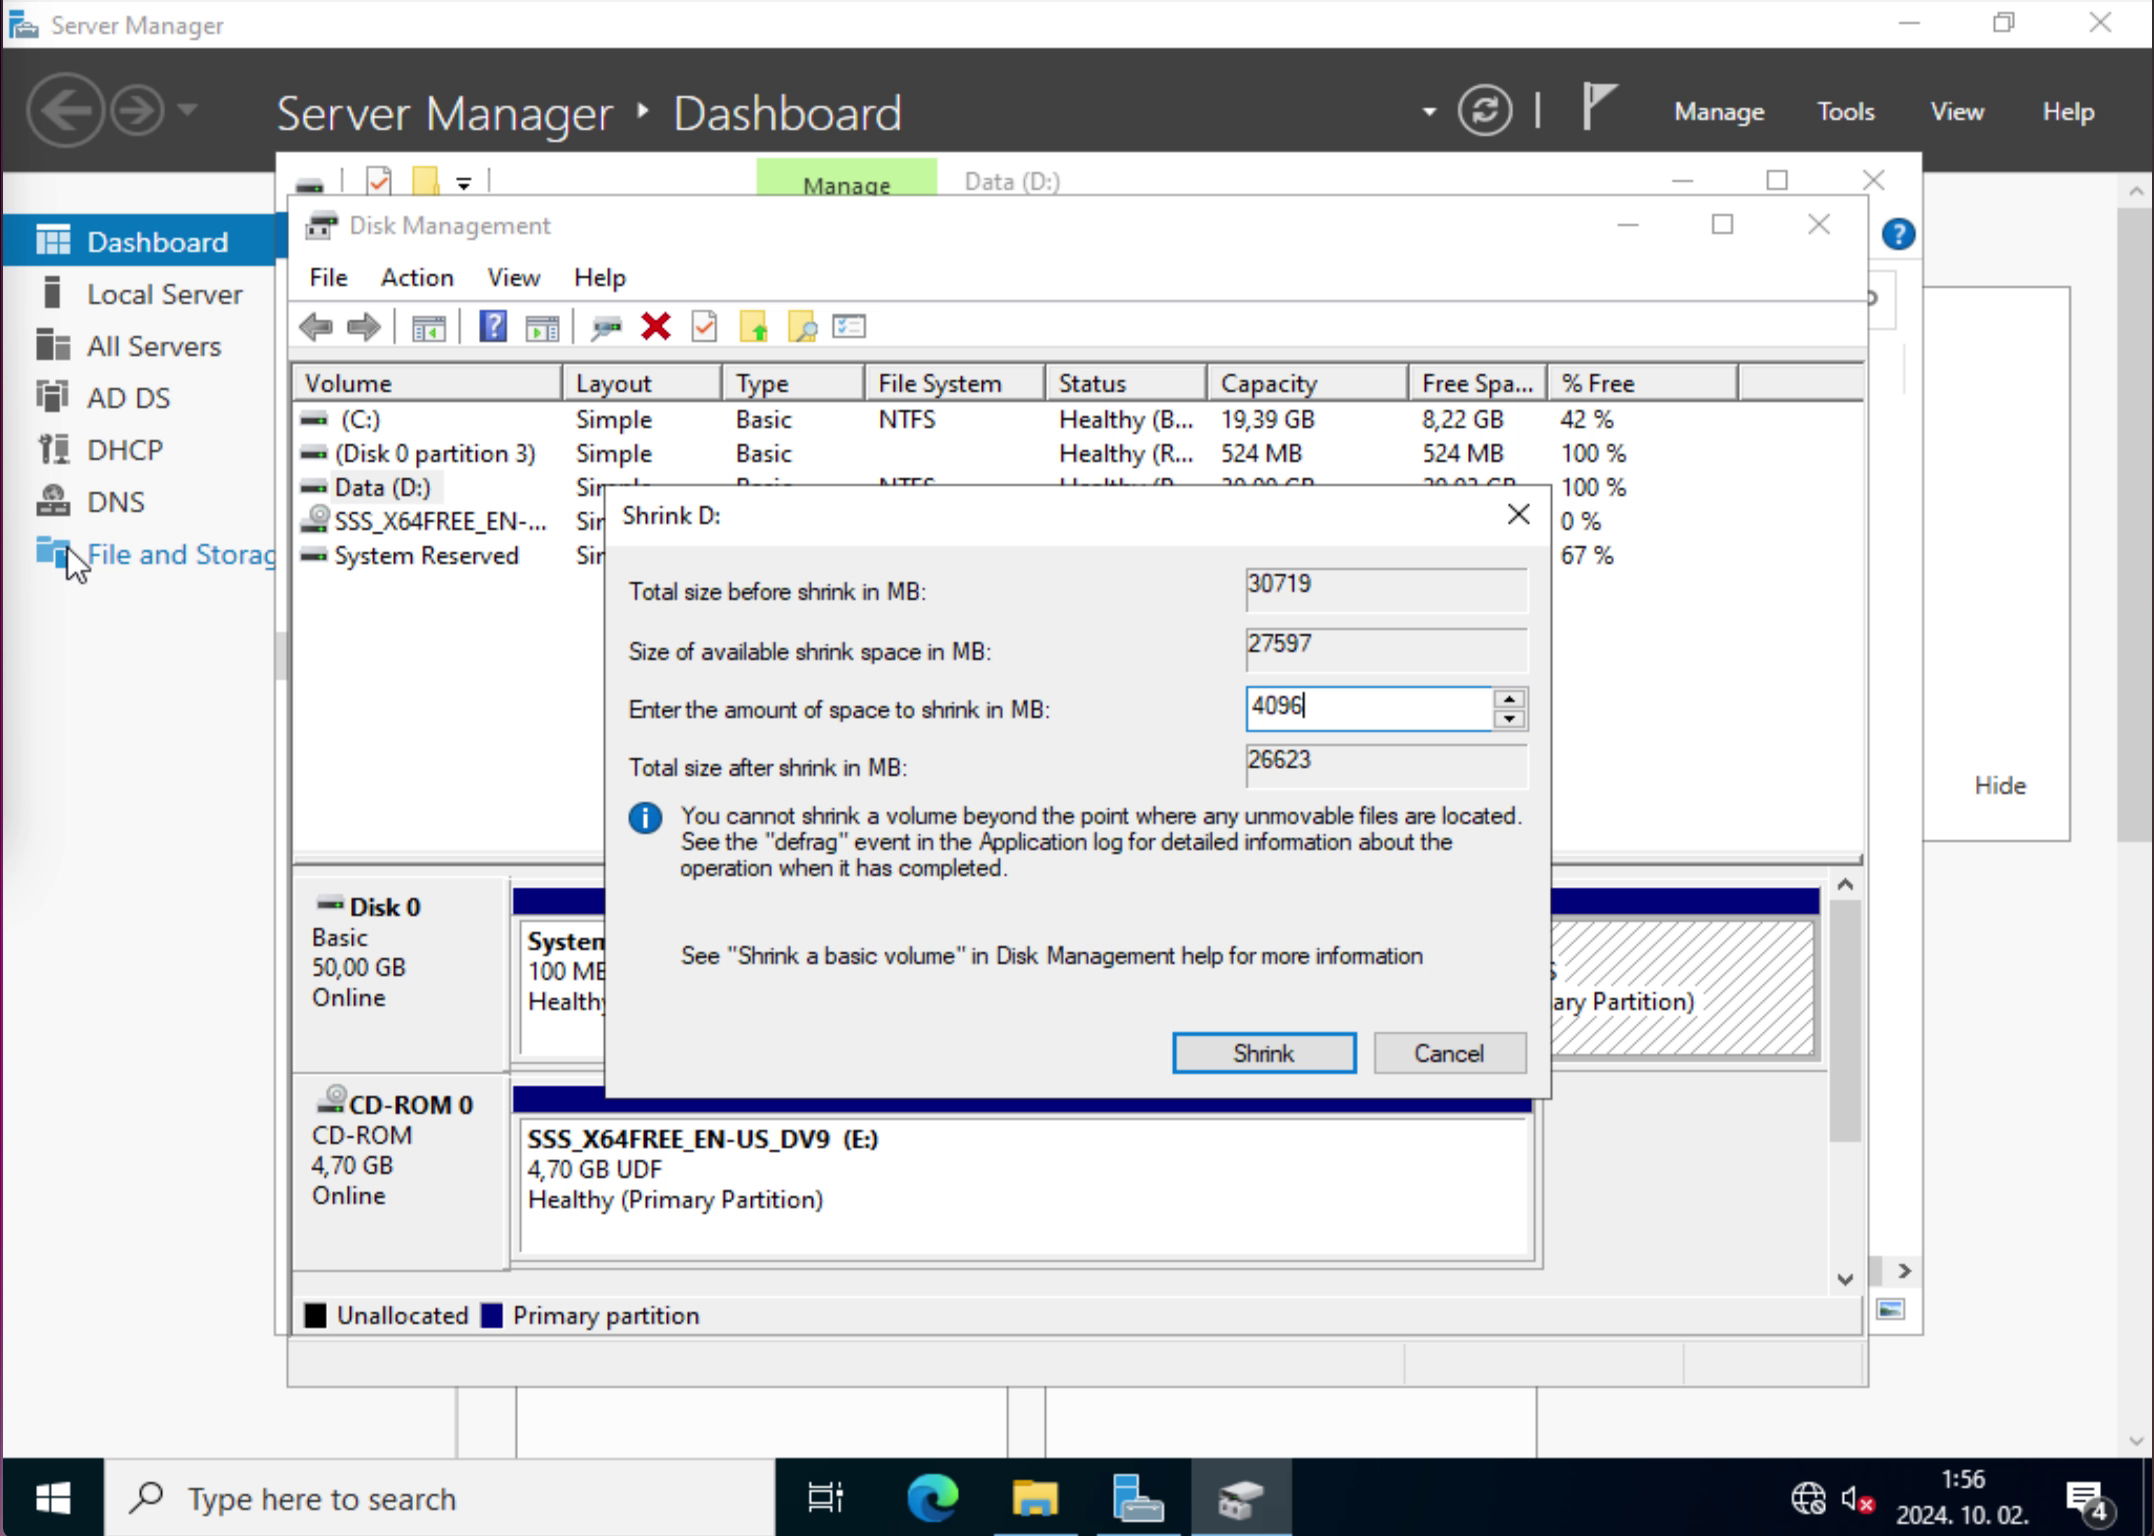 Server Manager
Server Manager ‣ Dashboard
Manage
Tools
View
Help
Manage
Data (D:)
Dashboard
Local Server
All Servers
AD DS
DHCP
DNS
File and Storag
Disk Management
File Action View Help
Volume Layout Type File System Status Capacity Free Spa... % Free
(C:) Simple Basic NTFS Healthy (B... 19,39 GB 8,22 GB 42 %
(Disk 0 partition 3) Simple Basic Healthy (R... 524 MB 524 MB 100 %
Data (D:) 100 %
SSS_X64FREE_EN-... 0 %
System Reserved 67 %
Shrink D:
Total size before shrink in MB: 30719
Size of available shrink space in MB: 27597
Enter the amount of space to shrink in MB: 4096
Total size after shrink in MB: 26623
You cannot shrink a volume beyond the point where any unmovable files are located.
See the "defrag" event in the Application log for detailed information about the
operation when it has completed.
See "Shrink a basic volume" in Disk Management help for more information
Shrink
Cancel
Hide
Disk 0
Basic
50,00 GB
Online
System
100 MB
Healthy
ary Partition)
CD-ROM 0
CD-ROM
4,70 GB
Online
SSS_X64FREE_EN-US_DV9 (E:)
4,70 GB UDF
Healthy (Primary Partition)
Unallocated
Primary partition
Type here to search
1:56
2024. 10. 02.
4